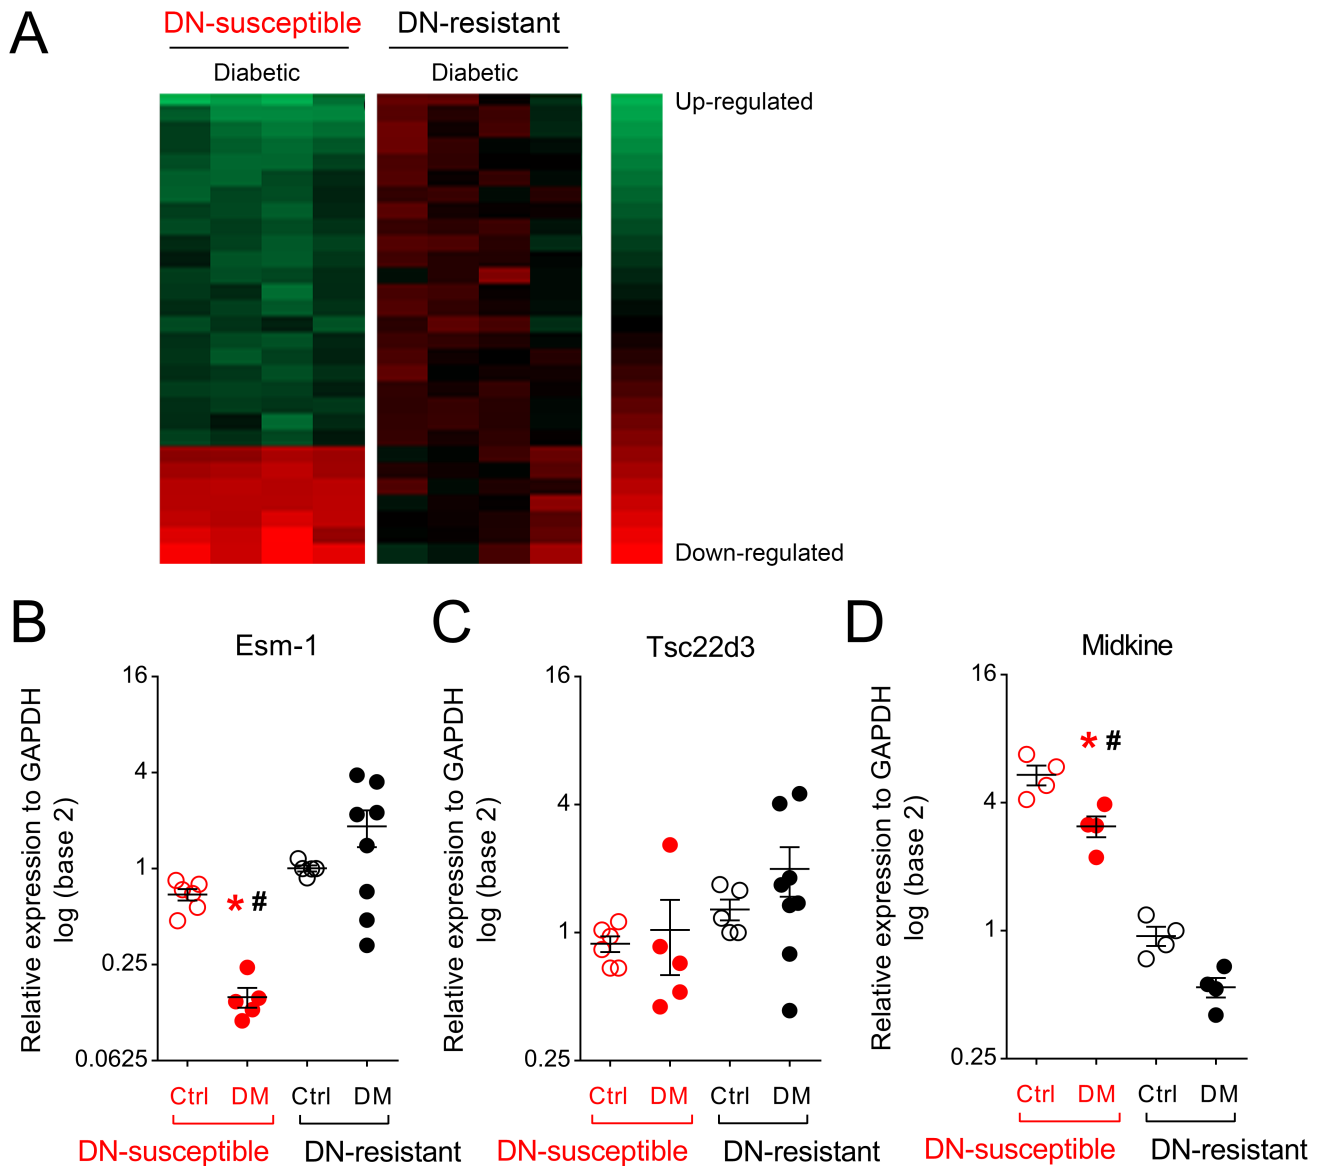 A
DN-susceptible
DN-resistant
Diabetic
Diabetic
Up-regulated
Down-regulated
B
Esm-1
Relative expression to GAPDH
log (base 2)
16
4
1
0.25
0.0625
* #
Ctrl
DM
Ctrl
DM
DN-susceptible
DN-resistant
C
Tsc22d3
Relative expression to GAPDH
log (base 2)
16
4
1
0.25
Ctrl
DM
Ctrl
DM
DN-susceptible
DN-resistant
D
Midkine
Relative expression to GAPDH
log (base 2)
16
4
1
0.25
* #
Ctrl
DM
Ctrl
DM
DN-susceptible
DN-resistant